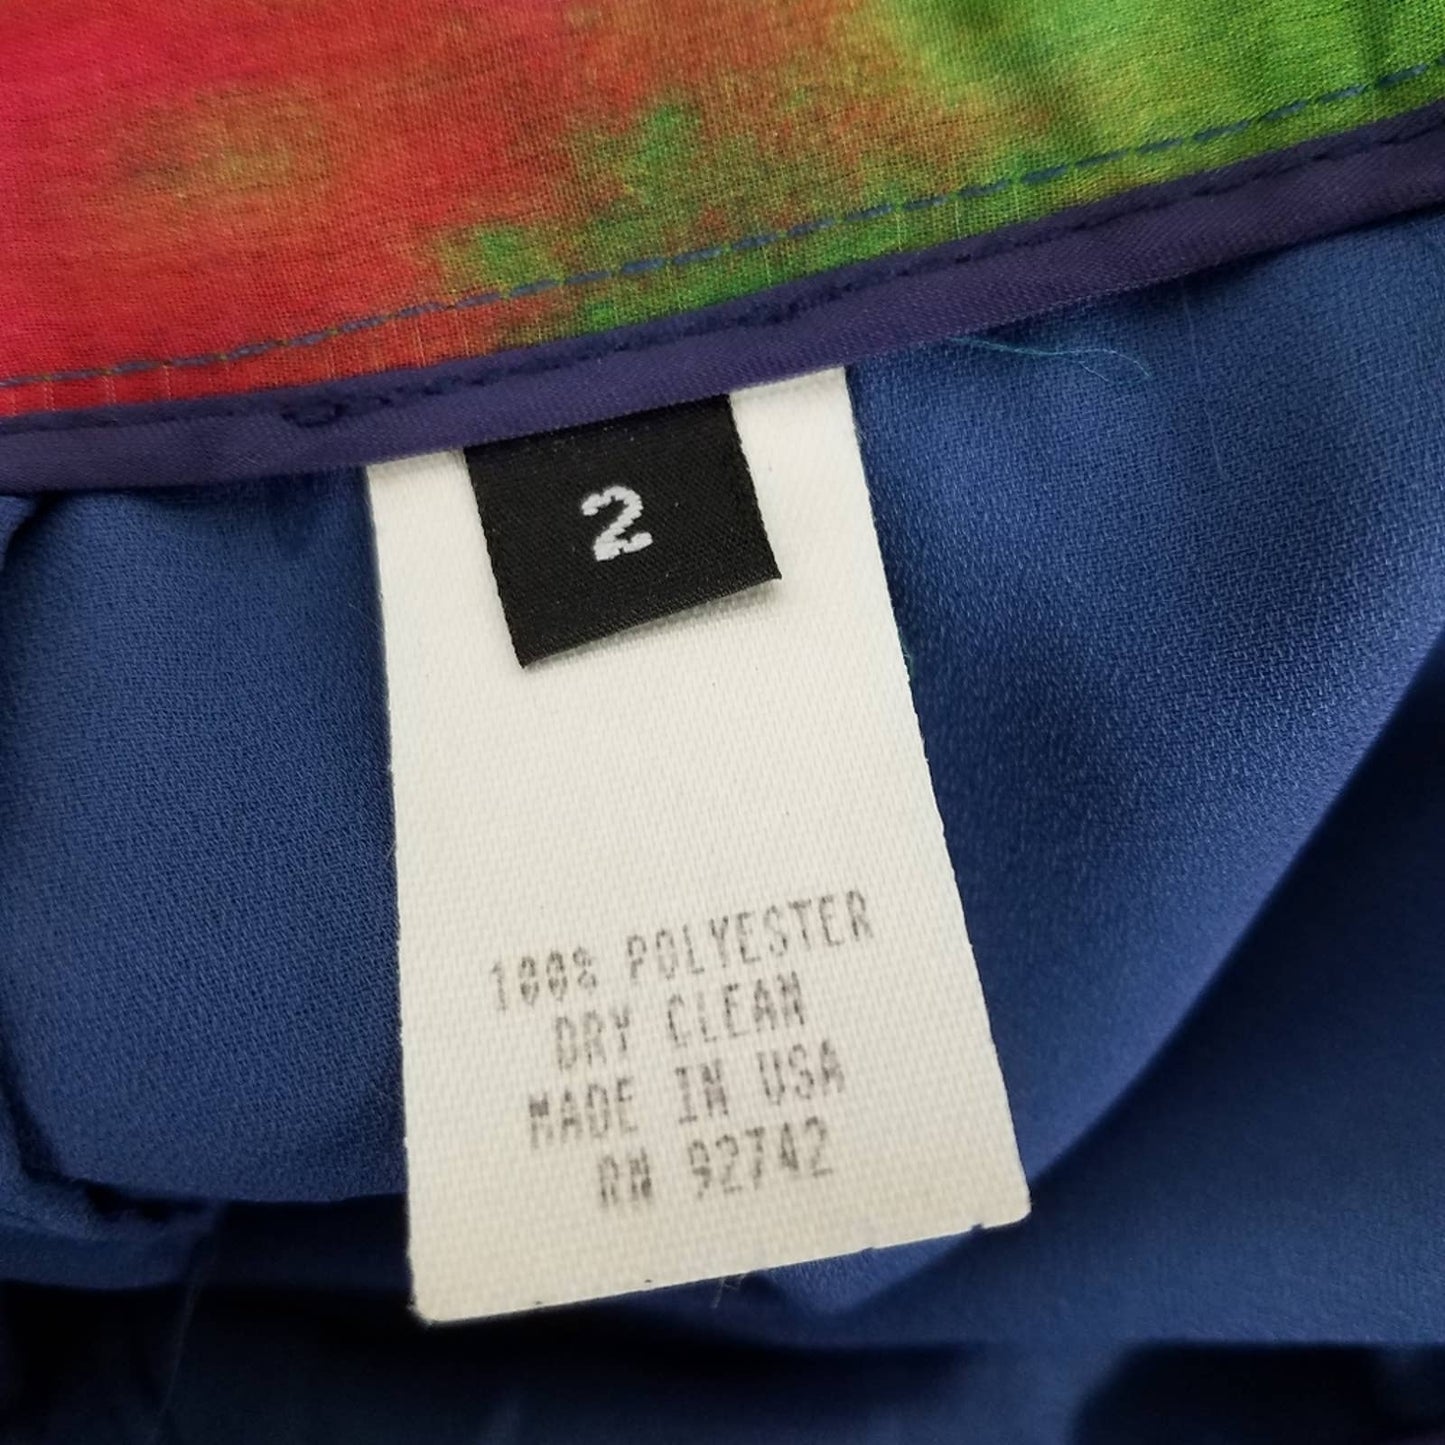 2
100% POLYESTER
DRY CLEAN
MADE IN USA
RN 92742